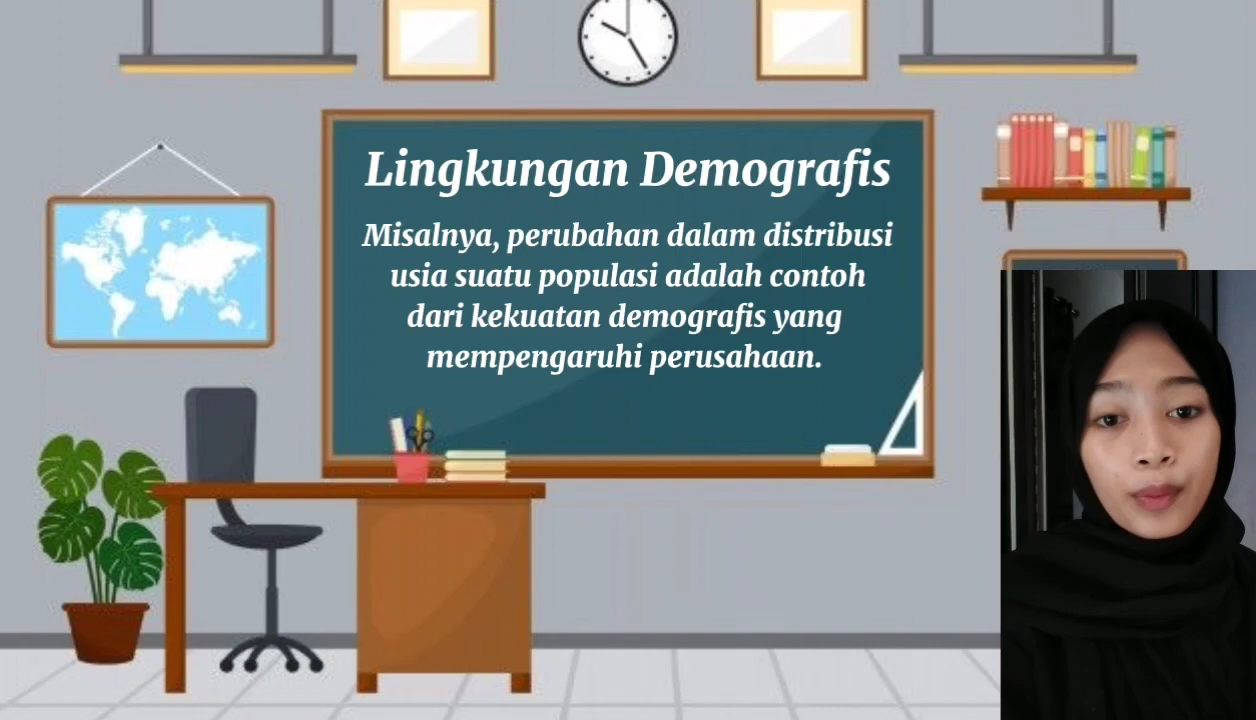 Lingkungan Demografis
Misalnya, perubahan dalam distribusi
usia suatu populasi adalah contoh
dari kekuatan demografis yang
mempengaruhi perusahaan.